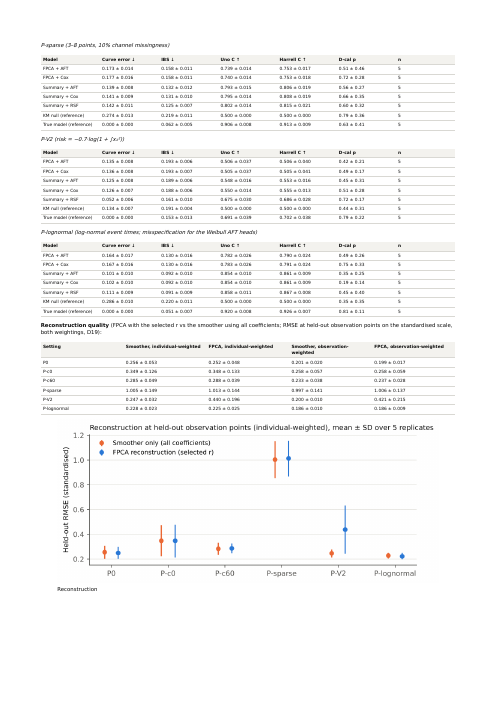 P-sparse (3–8 points, 10% channel missingness)
Model Curve error ↓ IBS ↓ Uno C ↑ Harrell C ↑ D-cal p n
FPCA + AFT 0.173 ± 0.014 0.158 ± 0.011 0.739 ± 0.014 0.753 ± 0.017 0.51 ± 0.46 5
FPCA + Cox 0.177 ± 0.016 0.158 ± 0.011 0.740 ± 0.014 0.753 ± 0.018 0.72 ± 0.28 5
Summary + AFT 0.139 ± 0.008 0.132 ± 0.012 0.793 ± 0.015 0.806 ± 0.019 0.56 ± 0.27 5
Summary + Cox 0.141 ± 0.009 0.131 ± 0.010 0.795 ± 0.014 0.808 ± 0.018 0.66 ± 0.35 5
Summary + RSF 0.142 ± 0.011 0.125 ± 0.007 0.802 ± 0.014 0.815 ± 0.021 0.60 ± 0.32 5
KM null (reference) 0.274 ± 0.013 0.219 ± 0.011 0.500 ± 0.000 0.500 ± 0.000 0.79 ± 0.36 5
True model (reference) 0.000 ± 0.000 0.062 ± 0.005 0.906 ± 0.008 0.913 ± 0.009 0.63 ± 0.41 5
Model Curve error ↓ IBS ↓ Uno C ↑ Harrell C ↑ D-cal p n
FPCA + AFT 0.135 ± 0.008 0.193 ± 0.006 0.506 ± 0.037 0.506 ± 0.040 0.42 ± 0.21 5
FPCA + Cox 0.136 ± 0.008 0.193 ± 0.007 0.505 ± 0.037 0.505 ± 0.041 0.49 ± 0.17 5
Summary + AFT 0.125 ± 0.008 0.189 ± 0.006 0.548 ± 0.016 0.553 ± 0.016 0.45 ± 0.31 5
Summary + Cox 0.126 ± 0.007 0.188 ± 0.006 0.550 ± 0.014 0.555 ± 0.013 0.51 ± 0.28 5
Summary + RSF 0.052 ± 0.006 0.161 ± 0.010 0.675 ± 0.030 0.686 ± 0.028 0.72 ± 0.17 5
KM null (reference) 0.134 ± 0.007 0.191 ± 0.004 0.500 ± 0.000 0.500 ± 0.000 0.44 ± 0.31 5
True model (reference) 0.000 ± 0.000 0.153 ± 0.013 0.691 ± 0.039 0.702 ± 0.038 0.79 ± 0.22 5
P-lognormal (log-normal event times; misspecification for the Weibull AFT heads)
Model Curve error ↓ IBS ↓ Uno C ↑ Harrell C ↑ D-cal p n
FPCA + AFT 0.164 ± 0.017 0.130 ± 0.016 0.782 ± 0.026 0.790 ± 0.024 0.49 ± 0.26 5
FPCA + Cox 0.167 ± 0.016 0.130 ± 0.016 0.783 ± 0.026 0.791 ± 0.024 0.75 ± 0.33 5
Summary + AFT 0.101 ± 0.010 0.092 ± 0.010 0.854 ± 0.010 0.861 ± 0.009 0.35 ± 0.25 5
Summary + Cox 0.102 ± 0.010 0.092 ± 0.010 0.854 ± 0.010 0.861 ± 0.009 0.19 ± 0.14 5
Summary + RSF 0.111 ± 0.010 0.091 ± 0.009 0.858 ± 0.011 0.867 ± 0.008 0.45 ± 0.40 5
KM null (reference) 0.286 ± 0.010 0.220 ± 0.011 0.500 ± 0.000 0.500 ± 0.000 0.35 ± 0.35 5
True model (reference) 0.000 ± 0.000 0.051 ± 0.007 0.920 ± 0.008 0.926 ± 0.007 0.81 ± 0.11 5
Reconstruction quality (FPCA with the selected r vs the smoother using all coefficients; RMSE at held-out observation points on the standardised scale,
both weightings, D19):
Setting Smoother, individual-weighted FPCA, individual-weighted Smoother, observation-weighted FPCA, observation-weighted
P0 0.256 ± 0.053 0.252 ± 0.048 0.201 ± 0.020 0.199 ± 0.017
P-c0 0.349 ± 0.126 0.348 ± 0.133 0.258 ± 0.057 0.258 ± 0.059
P-c60 0.285 ± 0.049 0.288 ± 0.039 0.233 ± 0.038 0.237 ± 0.028
P-sparse 1.005 ± 0.149 1.013 ± 0.144 0.997 ± 0.141 1.006 ± 0.137
P-V2 0.247 ± 0.032 0.440 ± 0.196 0.200 ± 0.010 0.421 ± 0.215
P-lognormal 0.228 ± 0.023 0.225 ± 0.025 0.186 ± 0.010 0.186 ± 0.009
Reconstruction at held-out observation points (individual-weighted), mean ± SD over 5 replicates
Smoother only (all coefficients)
FPCA reconstruction (selected r)
Held-out RMSE (standardised)
1.2
1.0
0.8
0.6
0.4
0.2
P0 P-c0 P-c60 P-sparse P-V2 P-lognormal
Reconstruction